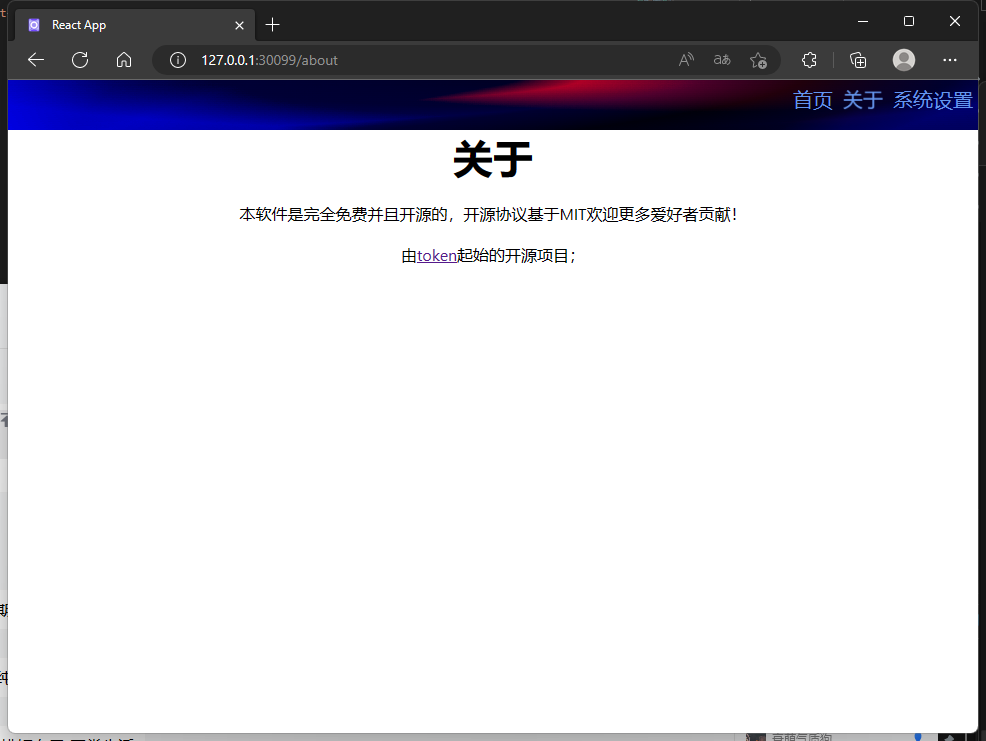 React App
127.0.0.1:30099/about
首页 关于 系统设置
关于
本软件是完全免费并且开源的，开源协议基于MIT欢迎更多爱好者贡献！
由token起始的开源项目；